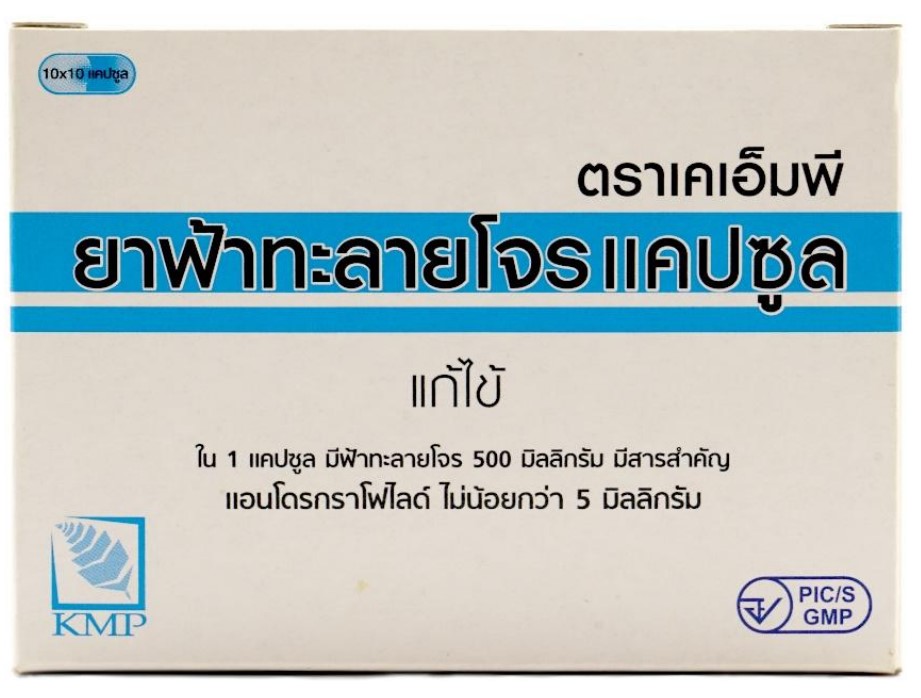 10x10 แคปซูล
ตราเคเอ็มพี
ยาฟ้าทะลายโจรแคปซูล
แก้ไข้
ใน 1 แคปซูล มีฟ้าทะลายโจร 500 มิลลิกรัม มีสารสำคัญ
แอนโดรกราโฟไลด์ ไม่น้อยกว่า 5 มิลลิกรัม
KMP
PIC/S
GMP